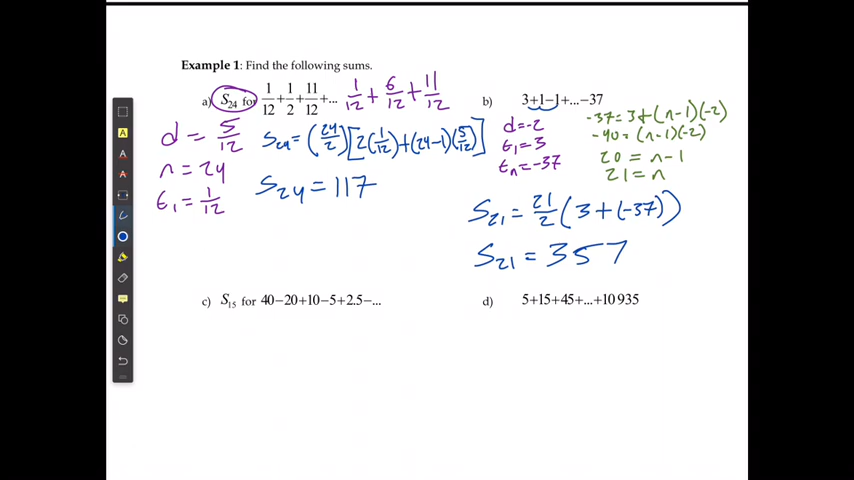 Example 1: Find the following sums.
a) S₂₄ for 1/12 + 1/2 + 11/12 + ... 1/12 + 6/12 + 11/12
d = 5/12
n = 24
t₁ = 1/12
S₂₄ = (24/2)[2(1/12) + (24-1)(5/12)]
S₂₄ = 117
b) 3+1-1+...-37
d = -2
t₁ = 3
tₙ = -37
-37 = 3 + (n-1)(-2)
-40 = (n-1)(-2)
20 = n-1
21 = n
S₂₁ = 21/2 (3 + (-37))
S₂₁ = 357
c) S₁₅ for 40-20+10-5+2.5-...
d) 5+15+45+...+10 935